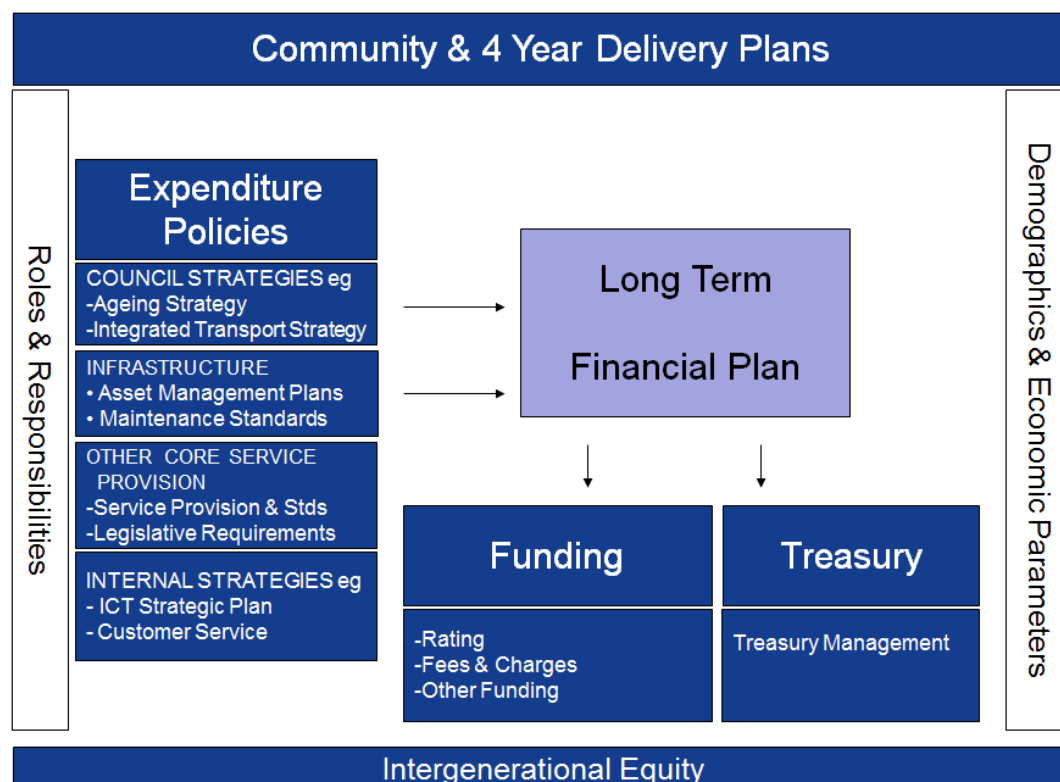 Community & 4 Year Delivery Plans
Roles & Responsibilities
Expenditure
Policies
COUNCIL STRATEGIES eg
-Ageing Strategy
-Integrated Transport Strategy
INFRASTRUCTURE
• Asset Management Plans
• Maintenance Standards
OTHER CORE SERVICE
PROVISION
-Service Provision & Stds
-Legislative Requirements
INTERNAL STRATEGIES eg
- ICT Strategic Plan
- Customer Service
Long Term
Financial Plan
Funding
-Rating
-Fees & Charges
-Other Funding
Treasury
Treasury Management
Demographics & Economic Parameters
Intergenerational Equity